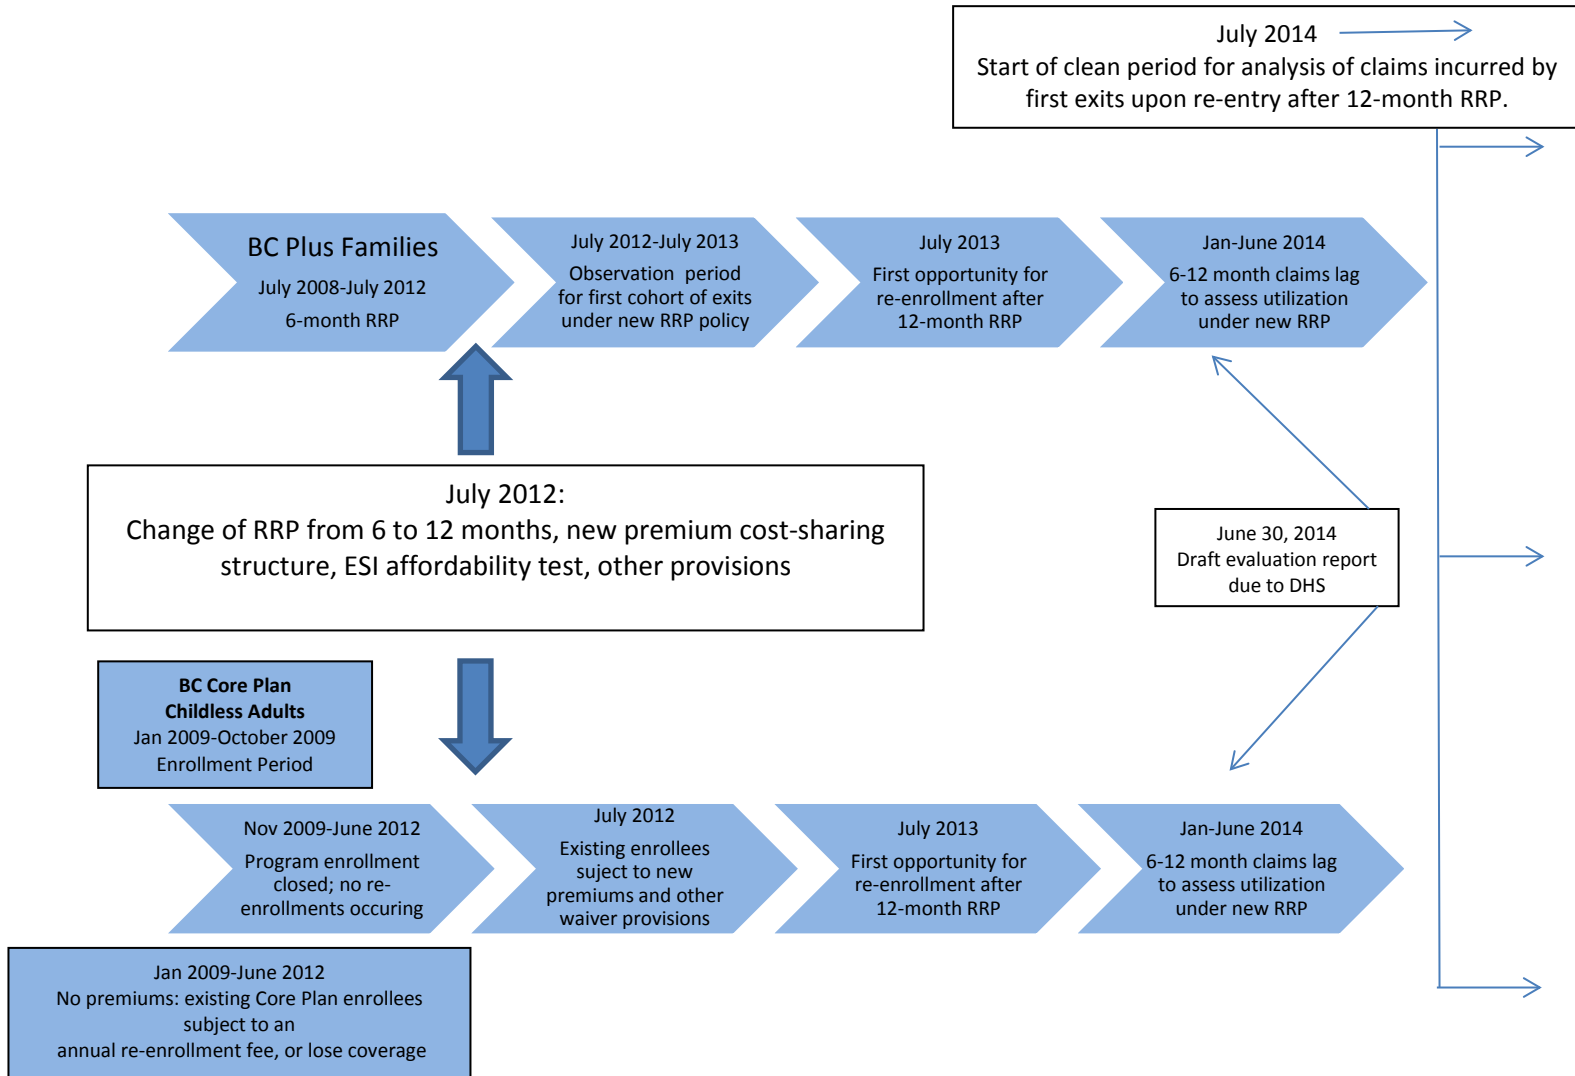 July 2014
Start of clean period for analysis of claims incurred by
first exits upon re-entry after 12-month RRP.
BC Plus Families
July 2008-July 2012
6-month RRP
July 2012-July 2013
Observation period
for first cohort of exits
under new RRP policy
July 2013
First opportunity for
re-enrollment after
12-month RRP
Jan-June 2014
6-12 month claims lag
to assess utilization
under new RRP
July 2012:
Change of RRP from 6 to 12 months, new premium cost-sharing
structure, ESI affordability test, other provisions
June 30, 2014
Draft evaluation report
due to DHS
BC Core Plan
Childless Adults
Jan 2009-October 2009
Enrollment Period
Nov 2009-June 2012
Program enrollment
closed; no re-
enrollments occuring
July 2012
Existing enrollees
suject to new
premiums and other
waiver provisions
July 2013
First opportunity for
re-enrollment after
12-month RRP
Jan-June 2014
6-12 month claims lag
to assess utilization
under new RRP
Jan 2009-June 2012
No premiums: existing Core Plan enrollees
subject to an
annual re-enrollment fee, or lose coverage